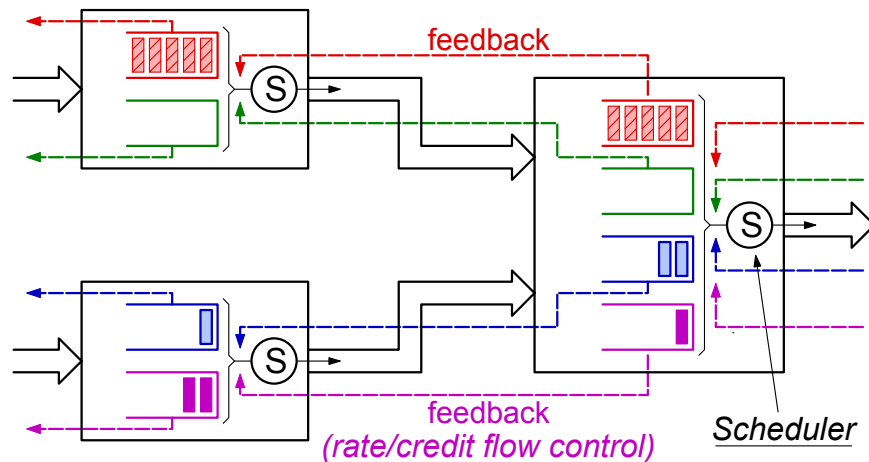 feedback
S
S
S
feedback
(rate/credit flow control)
Scheduler